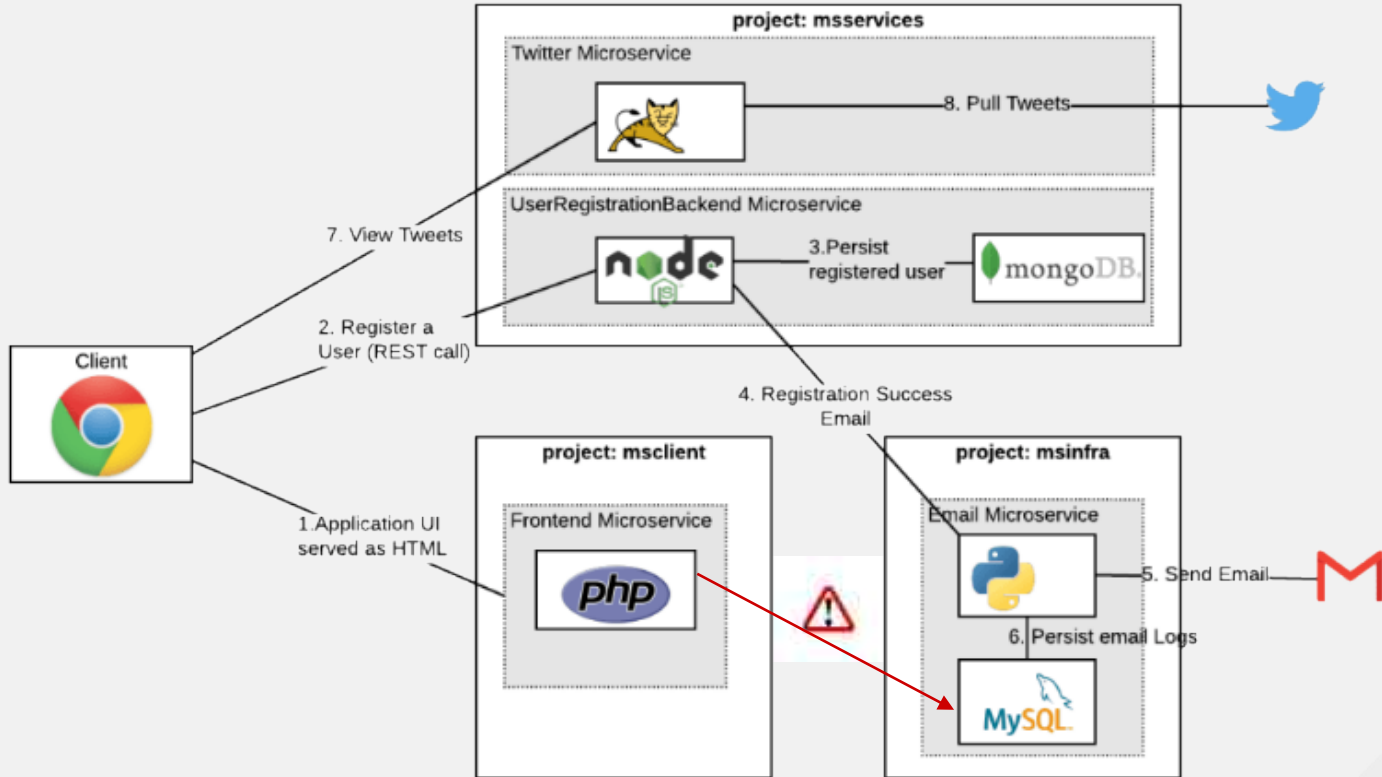 project: msservices
Twitter Microservice
8. Pull Tweets
UserRegistrationBackend Microservice
7. View Tweets
node
JS
3.Persist
registered user
mongoDB.
2. Register a
User (REST call)
Client
4. Registration Success
Email
project: msclient
project: msinfra
Frontend Microservice
Email Microservice
1.Application UI
served as HTML
php
5. Send Email
6. Persist email Logs
MySQL